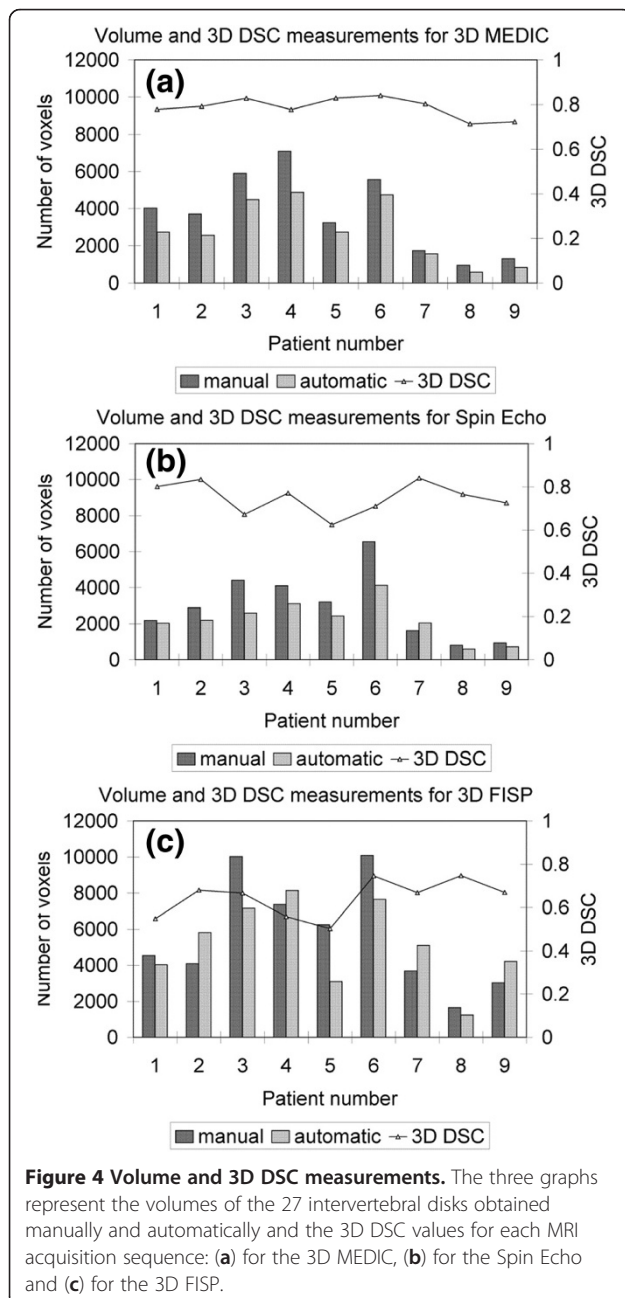 Volume and 3D DSC measurements for 3D MEDIC
(a)
Number of voxels
12000
10000
8000
6000
4000
2000
0
1
0.8
0.6
0.4
0.2
0
3D DSC
1 2 3 4 5 6 7 8 9
Patient number
manual automatic 3D DSC
Volume and 3D DSC measurements for Spin Echo
(b)
Number of voxels
12000
10000
8000
6000
4000
2000
0
1
0.8
0.6
0.4
0.2
0
3D DSC
1 2 3 4 5 6 7 8 9
Patient number
manual automatic 3D DSC
Volume and 3D DSC measurements for 3D FISP
(c)
Number of voxels
12000
10000
8000
6000
4000
2000
0
1
0.8
0.6
0.4
0.2
0
3D DSC
1 2 3 4 5 6 7 8 9
Patient number
manual automatic 3D DSC
Figure 4 Volume and 3D DSC measurements. The three graphs
represent the volumes of the 27 intervertebral disks obtained
manually and automatically and the 3D DSC values for each MRI
acquisition sequence: (a) for the 3D MEDIC, (b) for the Spin Echo
and (c) for the 3D FISP.